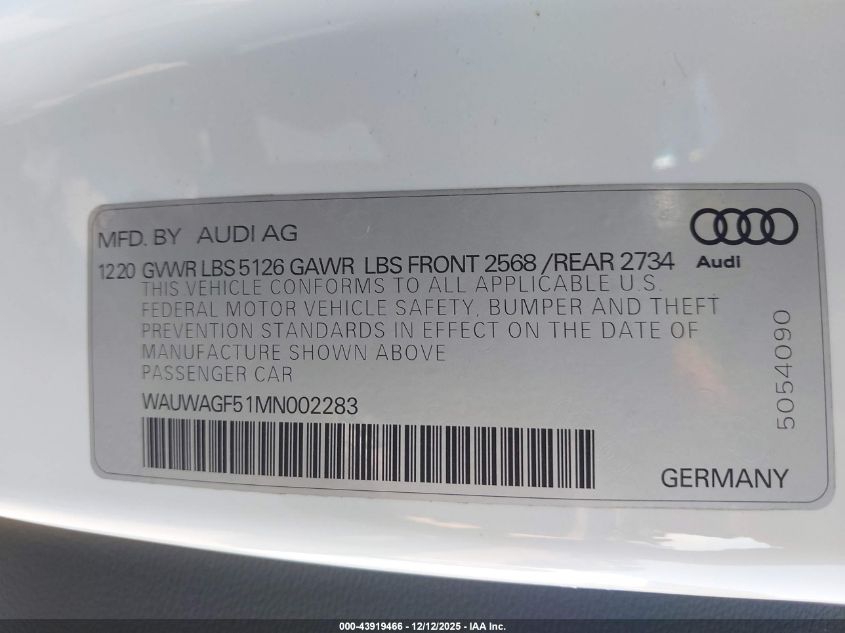 MFD. BY AUDI AG
Audi
1220 GVWR LBS 5126 GAWR LBS FRONT 2568 /REAR 2734
THIS VEHICLE CONFORMS TO ALL APPLICABLE U.S.
FEDERAL MOTOR VEHICLE SAFETY, BUMPER AND THEFT
PREVENTION STANDARDS IN EFFECT ON THE DATE OF
MANUFACTURE SHOWN ABOVE
PASSENGER CAR
WAUWAGF51MN002283
5054090
GERMANY
000-43919466 - 12/12/2025 - IAA Inc.